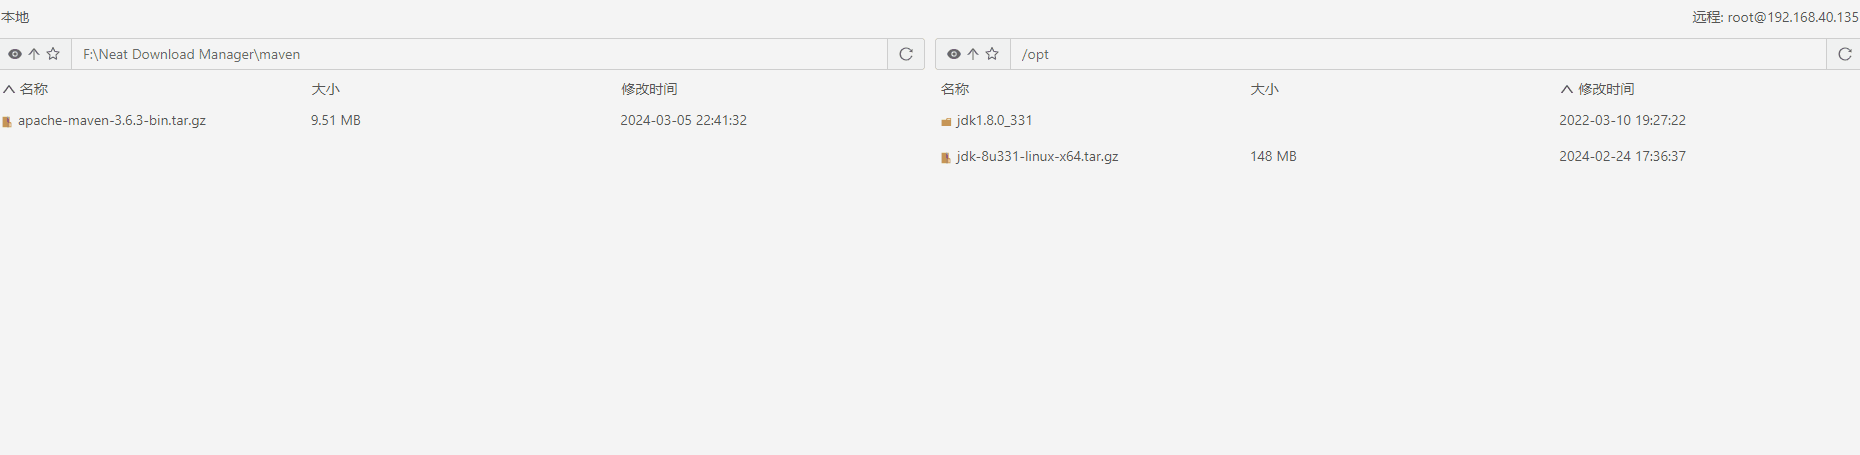 本地 远程: root@192.168.40.135
F:\Neat Download Manager\maven /opt
名称 大小 修改时间 名称 大小 修改时间
apache-maven-3.6.3-bin.tar.gz 9.51 MB 2024-03-05 22:41:32 jdk1.8.0_331 2022-03-10 19:27:22
jdk-8u331-linux-x64.tar.gz 148 MB 2024-02-24 17:36:37